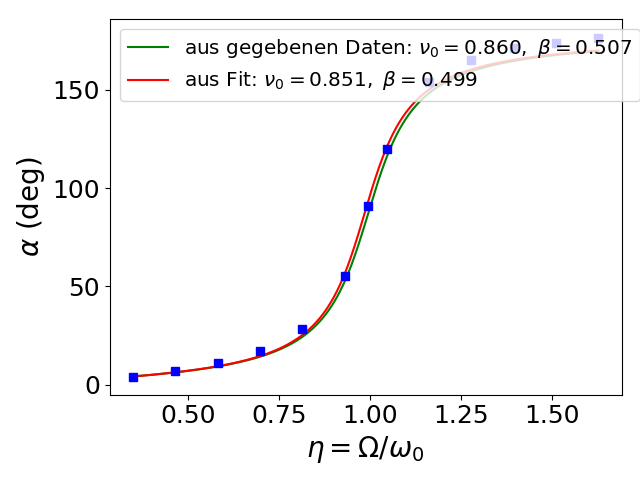 aus gegebenen Daten: ν₀ = 0.860, β = 0.507
aus Fit: ν₀ = 0.851, β = 0.499
150
100
50
0
α (deg)
0.50 0.75 1.00 1.25 1.50
η = Ω/ω₀